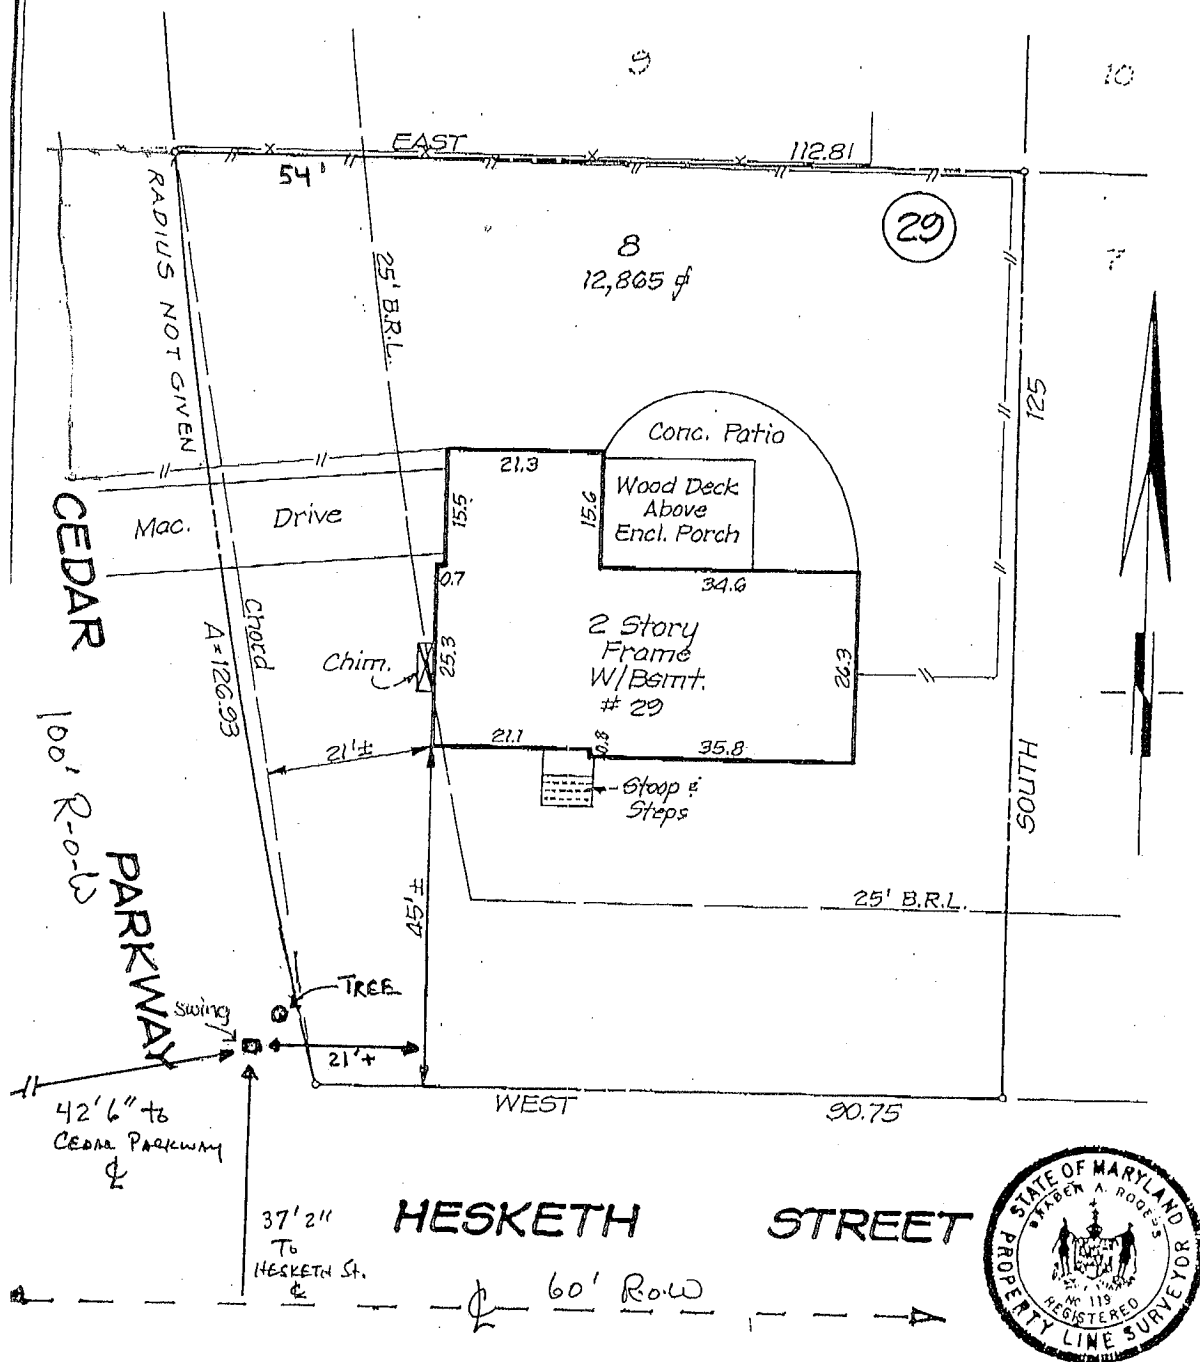 9
10
EAST
112.81
54'
RADIUS NOT GIVEN
29
8
12,865 ⌀
7
25' B.R.L.
125
Conc. Patio
21.3
Wood Deck
Above
Encl. Porch
15.5
15.6
Mac. Drive
CEDAR
0.7
34.6
Chord
A=126.93
2 Story
Frame
W/Bsmt.
# 29
Chim.
25.3
26.3
100' R-o-W
21.1
0.8
35.8
21'±
Stoop &
Steps
SOUTH
PARKWAY
45'±
25' B.R.L.
TREE
swing
21'+
WEST
90.75
42'6" to
CEDAR PARKWAY
℄
37'2"
To
HESKETH St.
℄
HESKETH STREET
℄ 60' R.o.W
STATE OF MARYLAND
PROPERTY LINE SURVEYOR
A. ROGERS
No 119
REGISTERED